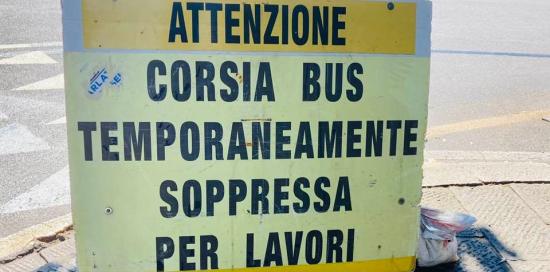 ATTENZIONE
CORSIA BUS
TEMPORANEAMENTE
SOPPRESSA
PER LAVORI